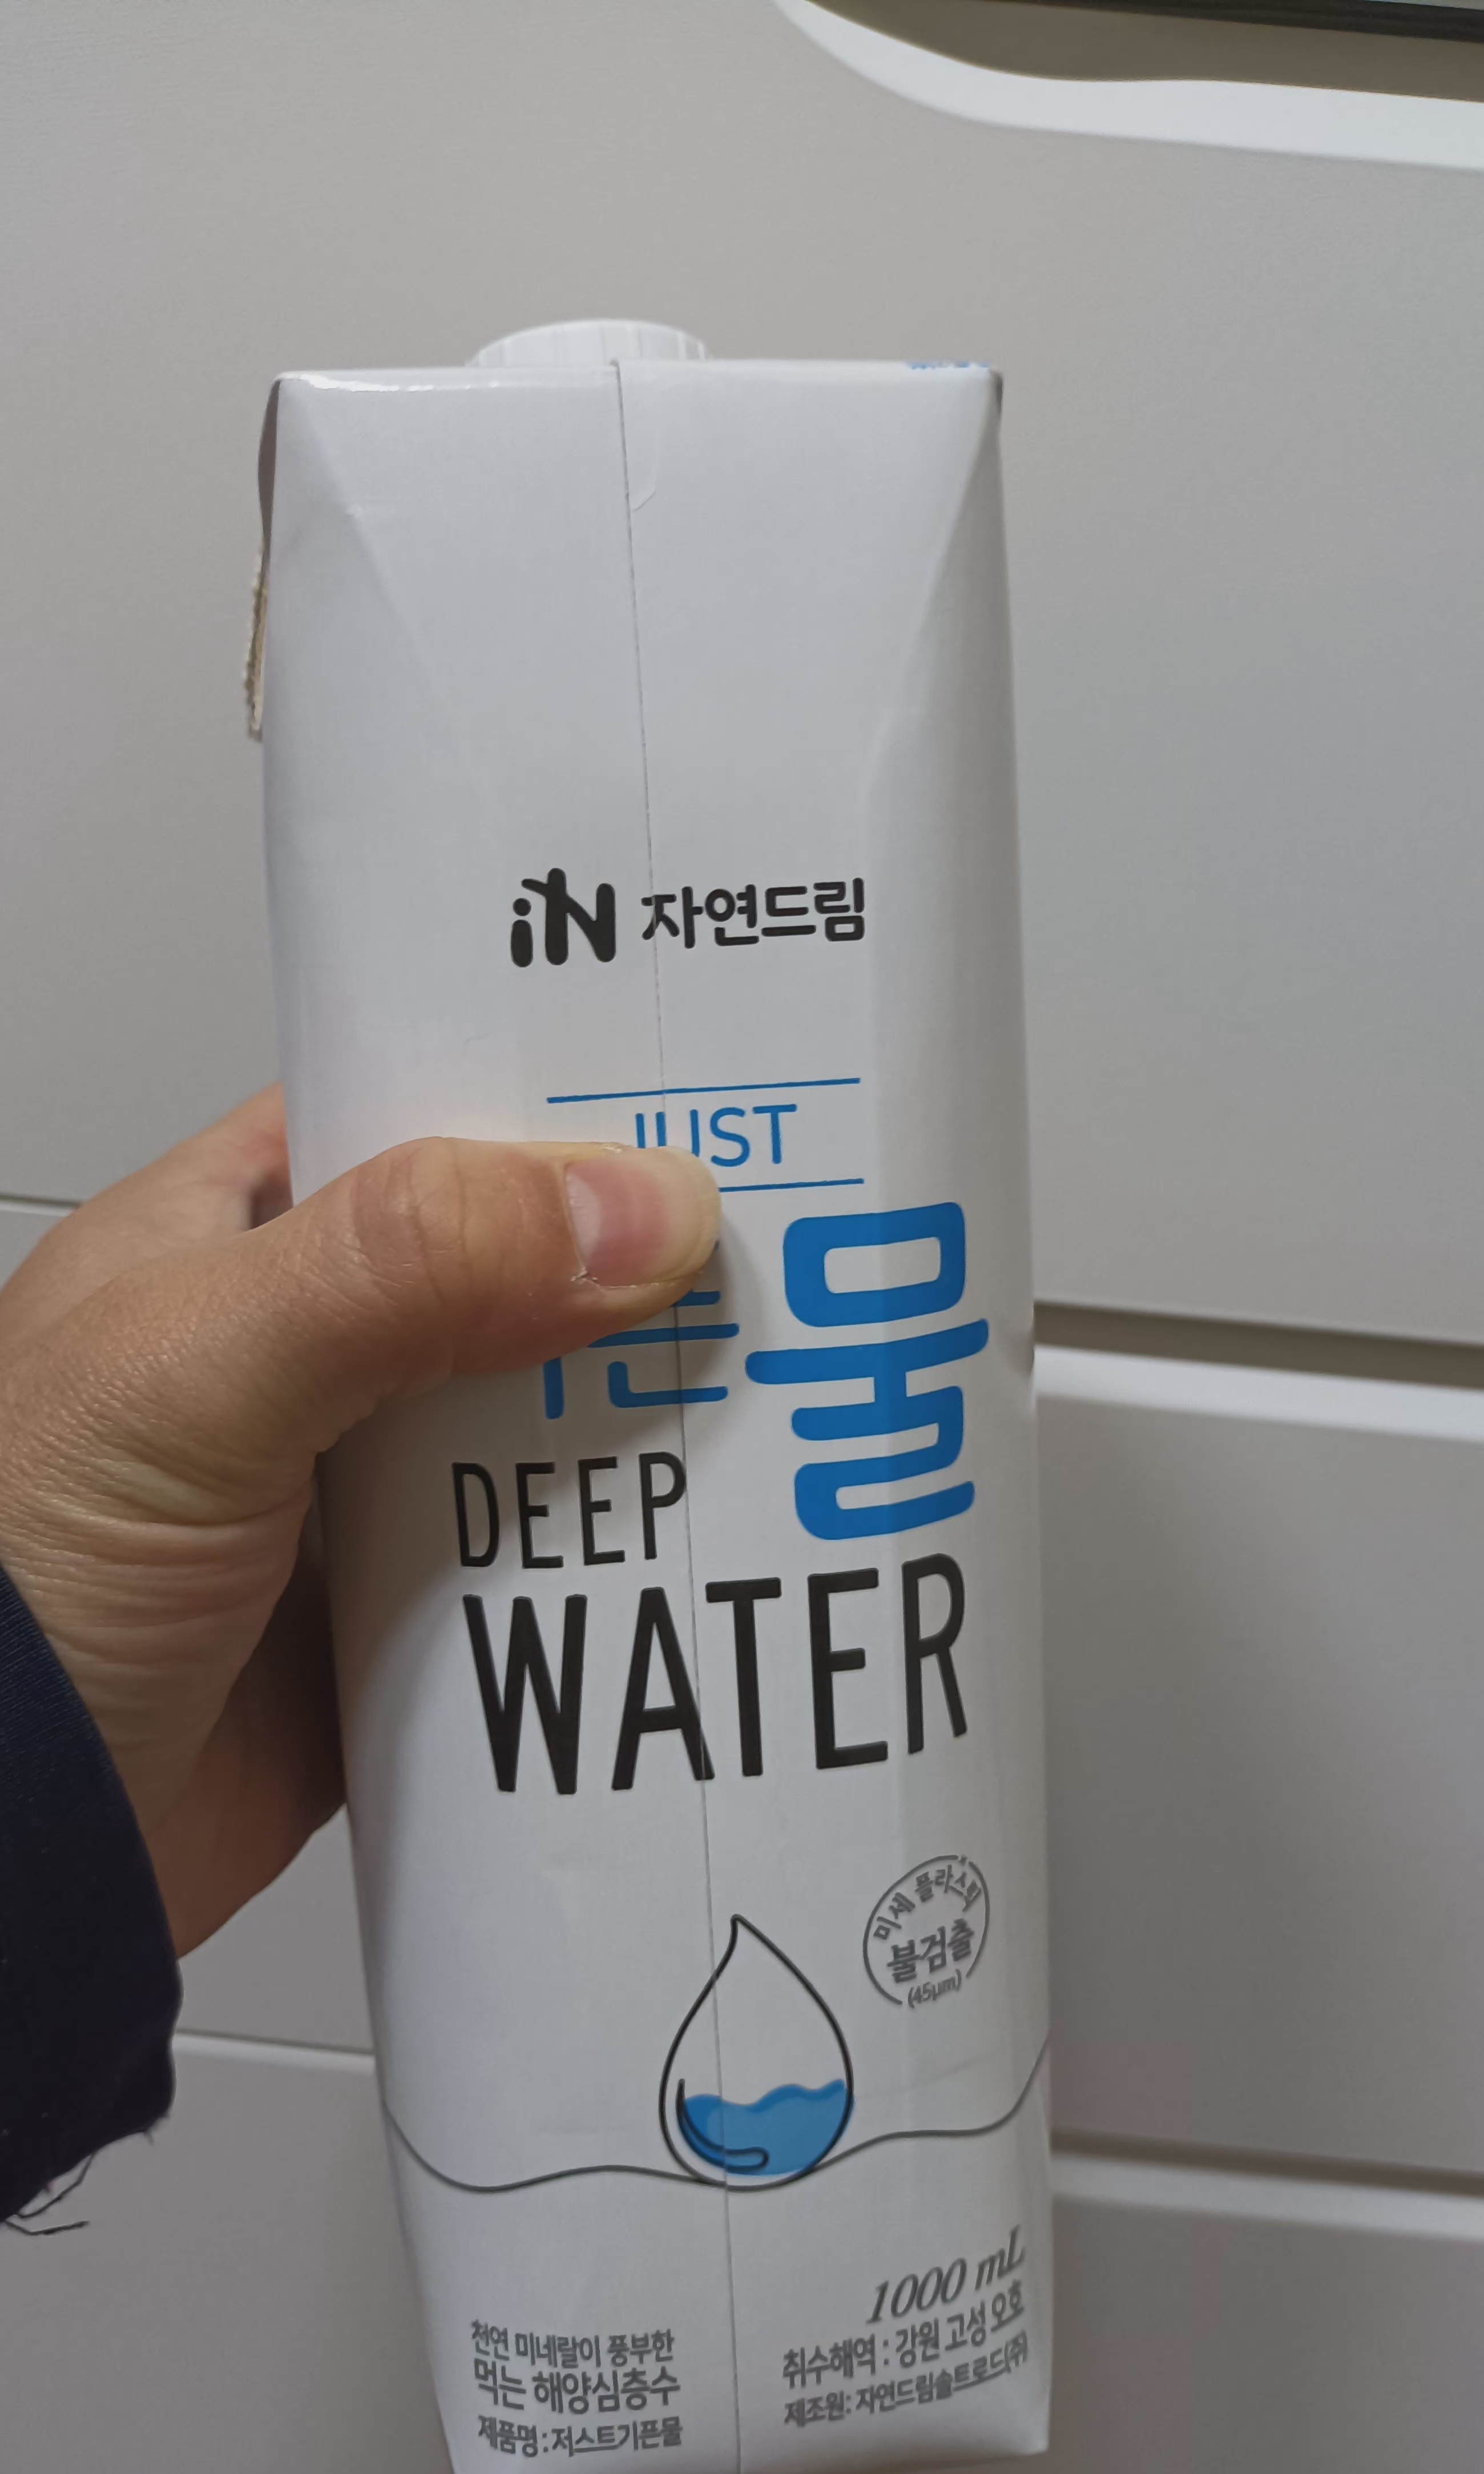 iN 자연드림
JUST
물
DEEP
WATER
미세 플라스틱
불검출
(45μm)
1000 mL
천연 미네랄이 풍부한
먹는 해양심층수
제품명:저스트기픈물
취수해역 : 강원 고성 오호
제조원: 자연드림솔트로드(주)